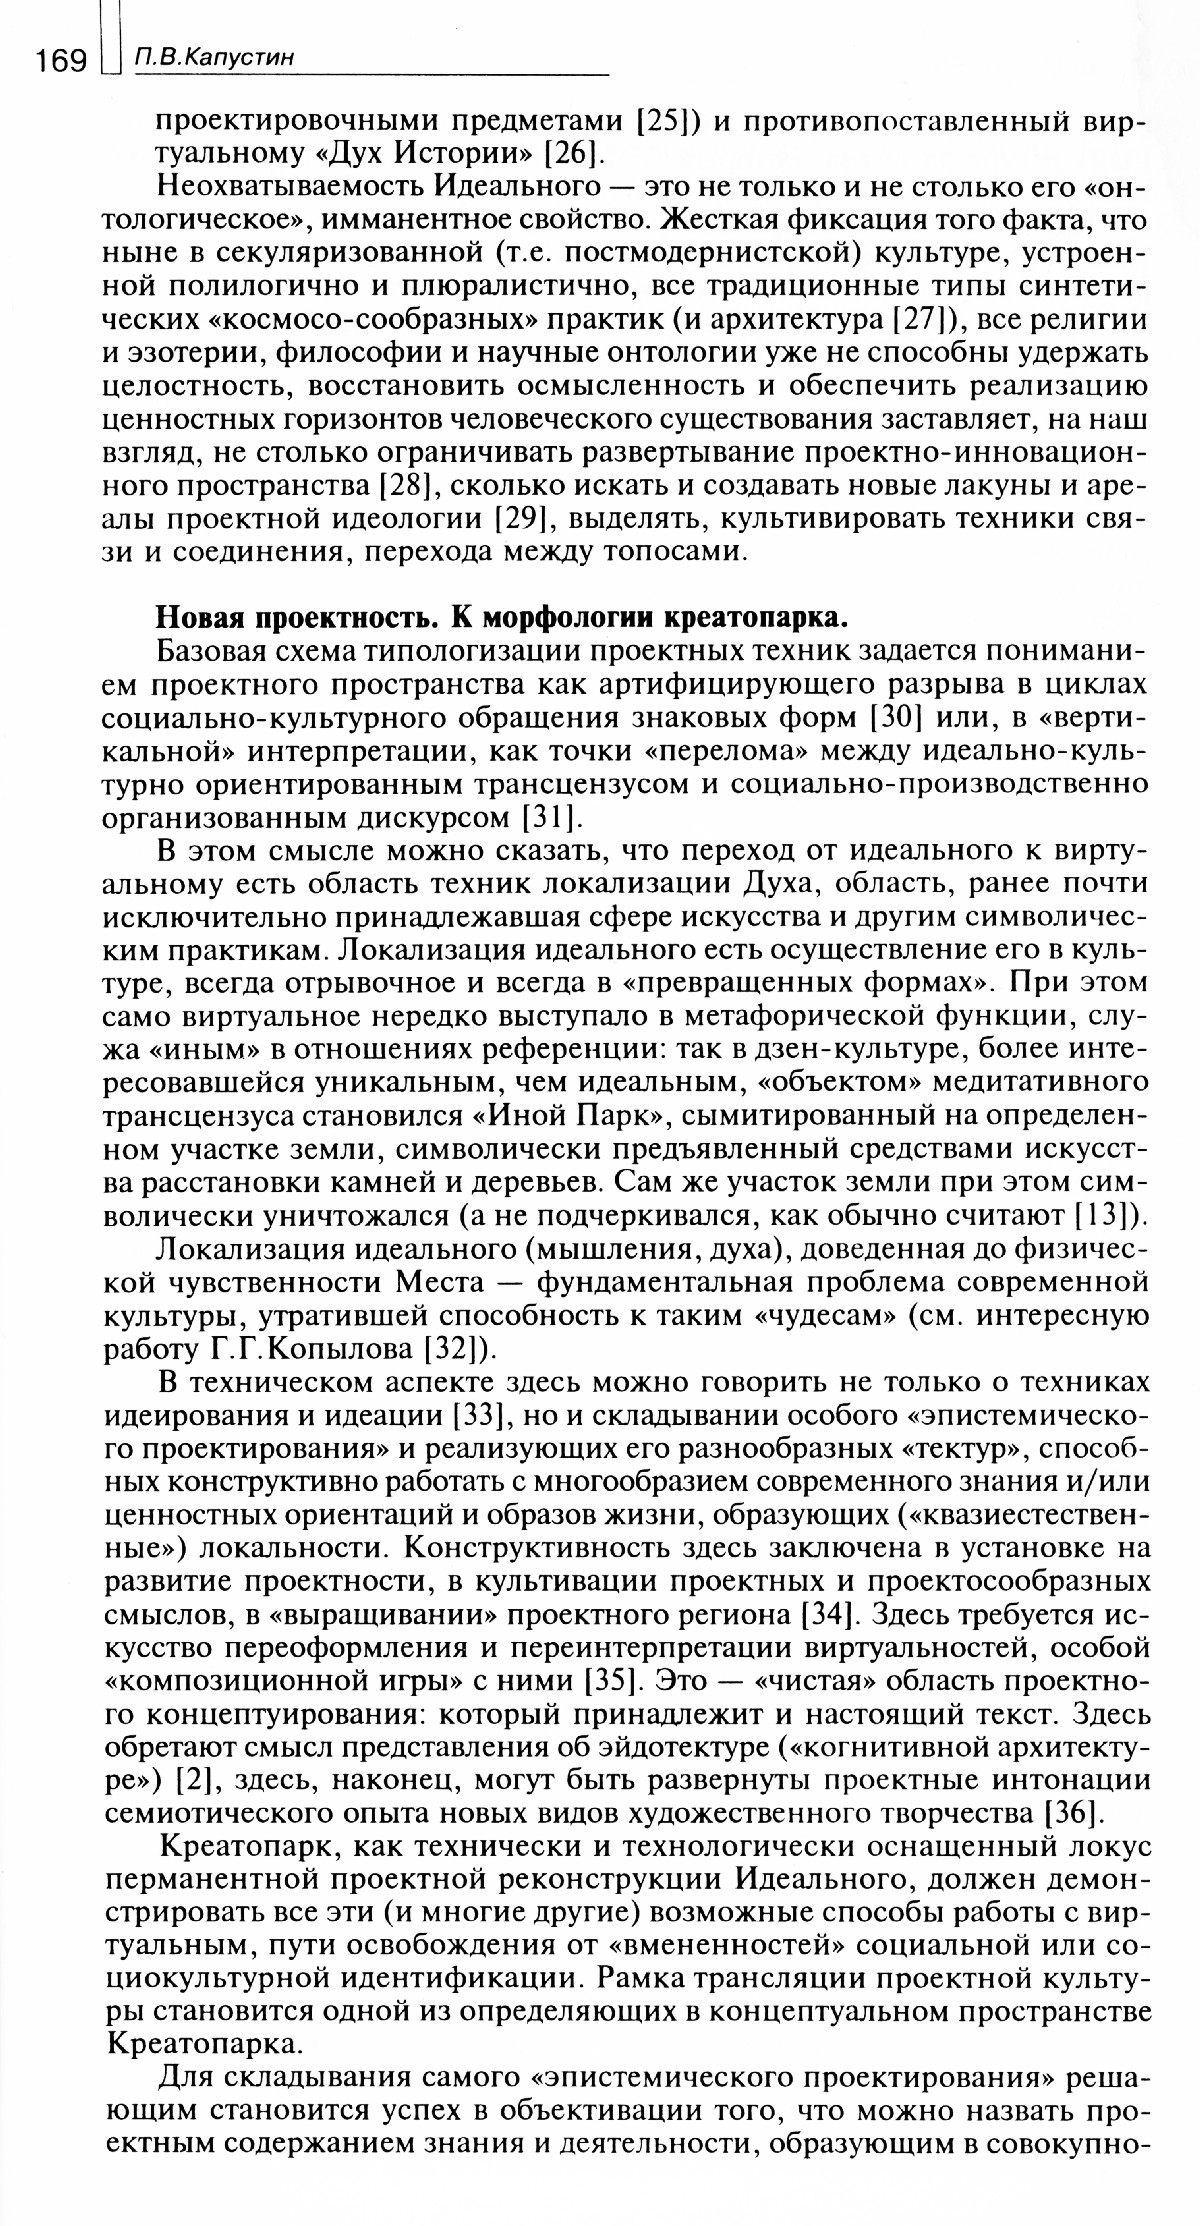 169 П.В.Капустин
проектировочными предметами [25]) и противопоставленный вир-
туальному «Дух Истории» [26].
Неохватываемость Идеального — это не только и не столько его «он-
тологическое», имманентное свойство. Жесткая фиксация того факта, что
ныне в секуляризованной (т.е. постмодернистской) культуре, устроен-
ной полилогично и плюралистично, все традиционные типы синтети-
ческих «космосо-сообразных» практик (и архитектура [27]), все религии
и эзотерии, философии и научные онтологии уже не способны удержать
целостность, восстановить осмысленность и обеспечить реализацию
ценностных горизонтов человеческого существования заставляет, на наш
взгляд, не столько ограничивать развертывание проектно-инновацион-
ного пространства [28], сколько искать и создавать новые лакуны и аре-
алы проектной идеологии [29], выделять, культивировать техники свя-
зи и соединения, перехода между топосами.
Новая проектность. К морфологии креатопарка.
Базовая схема типологизации проектных техник задается понимани-
ем проектного пространства как артифицирующего разрыва в циклах
социально-культурного обращения знаковых форм [30] или, в «верти-
кальной» интерпретации, как точки «перелома» между идеально-куль-
турно ориентированным трансцензусом и социально-производственно
организованным дискурсом [31].
В этом смысле можно сказать, что переход от идеального к вирту-
альному есть область техник локализации Духа, область, ранее почти
исключительно принадлежавшая сфере искусства и другим символичес-
ким практикам. Локализация идеального есть осуществление его в куль-
туре, всегда отрывочное и всегда в «превращенных формах». При этом
само виртуальное нередко выступало в метафорической функции, слу-
жа «иным» в отношениях референции: так в дзен-культуре, более инте-
ресовавшейся уникальным, чем идеальным, «объектом» медитативного
трансцензуса становился «Иной Парк», сымитированный на определен-
ном участке земли, символически предъявленный средствами искусст-
ва расстановки камней и деревьев. Сам же участок земли при этом сим-
волически уничтожался (а не подчеркивался, как обычно считают [13]).
Локализация идеального (мышления, духа), доведенная до физичес-
кой чувственности Места — фундаментальная проблема современной
культуры, утратившей способность к таким «чудесам» (см. интересную
работу Г.Г.Копылова [32]).
В техническом аспекте здесь можно говорить не только о техниках
идеирования и идеации [33], но и складывании особого «эпистемическо-
го проектирования» и реализующих его разнообразных «тектур», способ-
ных конструктивно работать с многообразием современного знания и/или
ценностных ориентаций и образов жизни, образующих («квазиестествен-
ные») локальности. Конструктивность здесь заключена в установке на
развитие проектности, в культивации проектных и проектосообразных
смыслов, в «выращивании» проектного региона [34]. Здесь требуется ис-
кусство переоформления и переинтерпретации виртуальностей, особой
«композиционной игры» с ними [35]. Это — «чистая» область проектно-
го концептуирования: который принадлежит и настоящий текст. Здесь
обретают смысл представления об эйдотектуре («когнитивной архитекту-
ре») [2], здесь, наконец, могут быть развернуты проектные интонации
семиотического опыта новых видов художественного творчества [36].
Креатопарк, как технически и технологически оснащенный локус
перманентной проектной реконструкции Идеального, должен демон-
стрировать все эти (и многие другие) возможные способы работы с вир-
туальным, пути освобождения от «вмененностей» социальной или со-
циокультурной идентификации. Рамка трансляции проектной культу-
ры становится одной из определяющих в концептуальном пространстве
Креатопарка.
Для складывания самого «эпистемического проектирования» реша-
ющим становится успех в объективации того, что можно назвать про-
ектным содержанием знания и деятельности, образующим в совокупно-